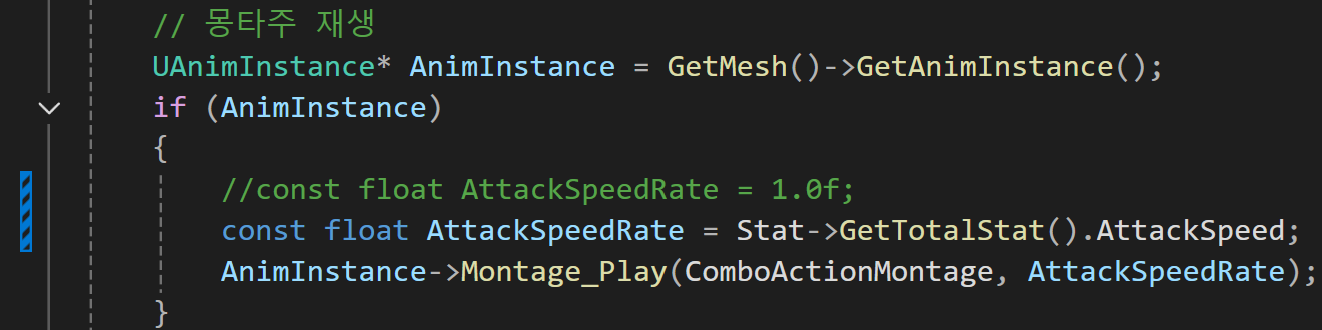 // 몽타주 재생
UAnimInstance* AnimInstance = GetMesh()->GetAnimInstance();
if (AnimInstance)
{
//const float AttackSpeedRate = 1.0f;
const float AttackSpeedRate = Stat->GetTotalStat().AttackSpeed;
AnimInstance->Montage_Play(ComboActionMontage, AttackSpeedRate);
}